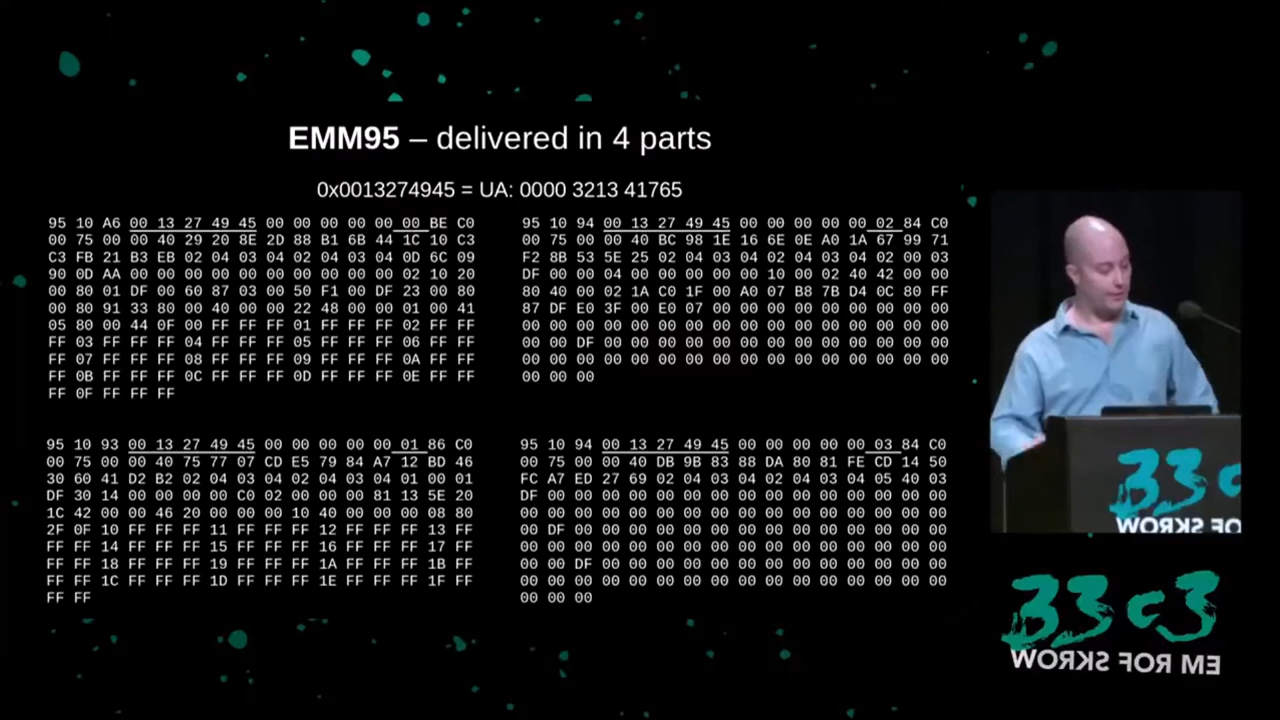 EMM95 – delivered in 4 parts
0x0013274945 = UA: 0000 3213 41765
95 10 A6 00 13 27 49 45 00 00 00 00 00 00 BE C0
00 75 00 00 40 29 20 8E 2D 88 B1 6B 44 1C 10 C3
C3 FB 21 B3 EB 02 04 03 04 02 04 03 04 0D 6C 09
90 0D AA 00 00 00 00 00 00 00 00 00 00 02 10 20
00 80 01 DF 00 60 87 03 00 50 F1 00 DF 23 00 80
00 80 91 33 80 00 40 00 00 22 48 00 00 01 00 41
05 80 00 44 0F 00 FF FF FF 01 FF FF FF 02 FF FF
FF 03 FF FF FF 04 FF FF FF 05 FF FF FF 06 FF FF
FF 07 FF FF FF 08 FF FF FF 09 FF FF FF 0A FF FF
FF 0B FF FF FF 0C FF FF FF 0D FF FF FF 0E FF FF
FF 0F FF FF FF
95 10 94 00 13 27 49 45 00 00 00 00 00 02 84 C0
00 75 00 00 40 BC 98 1E 16 6E 0E A0 1A 67 99 71
F2 8B 53 5E 25 02 04 03 04 02 04 03 04 02 00 03
DF 00 00 04 00 00 00 00 00 10 00 02 40 42 00 00
80 40 00 02 1A C0 1F 00 A0 07 B8 7B D4 0C 80 FF
87 DF E0 3F 00 E0 07 00 00 00 00 00 00 00 00 00
00 00 00 00 00 00 00 00 00 00 00 00 00 00 00 00
00 00 DF 00 00 00 00 00 00 00 00 00 00 00 00 00
00 00 00 00 00 00 00 00 00 00 00 00 00 00 00 00
00 00 00
95 10 93 00 13 27 49 45 00 00 00 00 00 01 86 C0
00 75 00 00 40 75 77 07 CD E5 79 84 A7 12 BD 46
30 60 41 D2 B2 02 04 03 04 02 04 03 04 01 00 01
DF 30 14 00 00 00 00 C0 02 00 00 00 81 13 5E 20
1C 42 00 00 46 20 00 00 00 10 40 00 00 00 08 80
2F 0F 10 FF FF FF 11 FF FF FF 12 FF FF FF 13 FF
FF FF 14 FF FF FF 15 FF FF FF 16 FF FF FF 17 FF
FF FF 18 FF FF FF 19 FF FF FF 1A FF FF FF 1B FF
FF FF 1C FF FF FF 1D FF FF FF 1E FF FF FF 1F FF
FF FF
95 10 94 00 13 27 49 45 00 00 00 00 00 03 84 C0
00 75 00 00 40 DB 9B 83 88 DA 80 81 FE CD 14 50
FC A7 ED 27 69 02 04 03 04 02 04 03 04 05 40 03
DF 00 00 00 00 00 00 00 00 00 00 00 00 00 00 00
00 00 00 00 00 00 00 00 00 00 00 00 00 00 00 00
00 DF 00 00 00 00 00 00 00 00 00 00 00 00 00 00
00 00 00 00 00 00 00 00 00 00 00 00 00 00 00 00
00 00 DF 00 00 00 00 00 00 00 00 00 00 00 00 00
00 00 00 00 00 00 00 00 00 00 00 00 00 00 00 00
00 00 00
33c3
WORKS FOR ME
33c3
WORKS FOR ME